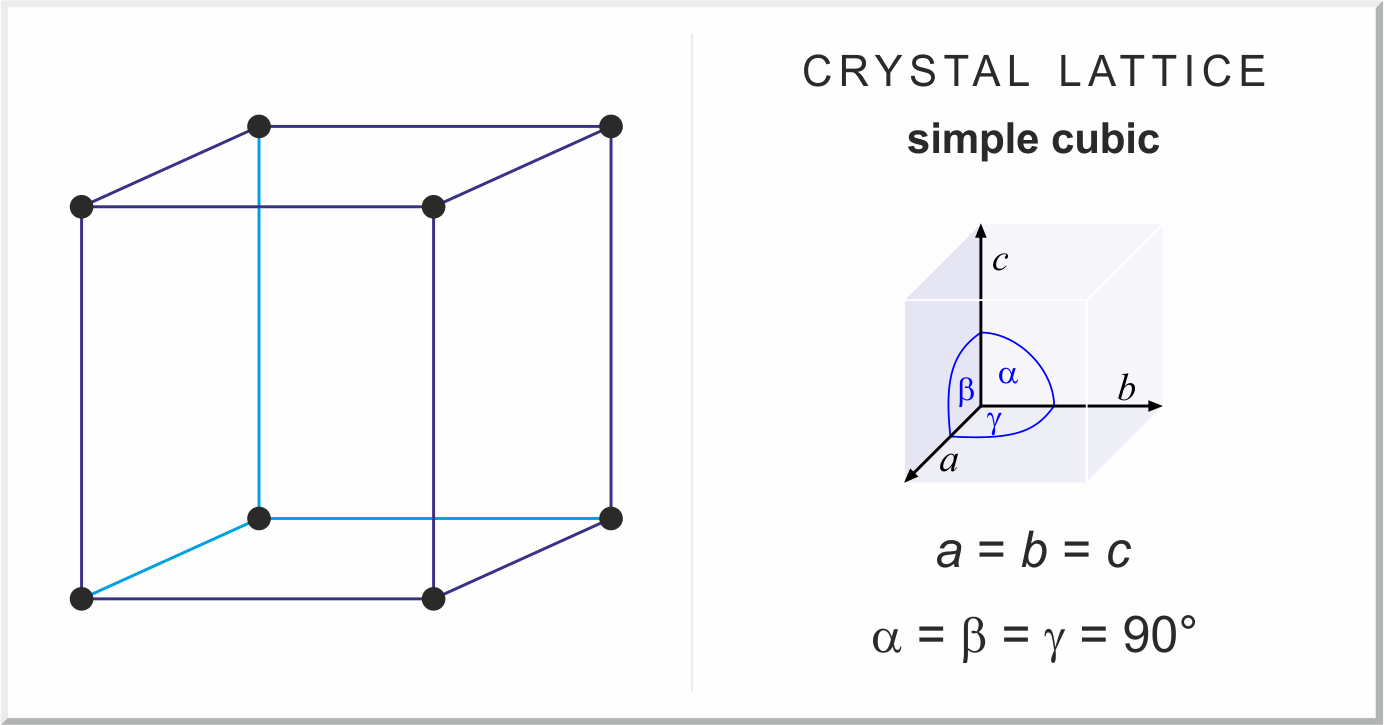 CRYSTAL LATTICE
simple cubic
c
β α
b
γ
a
a = b = c
α = β = γ = 90°